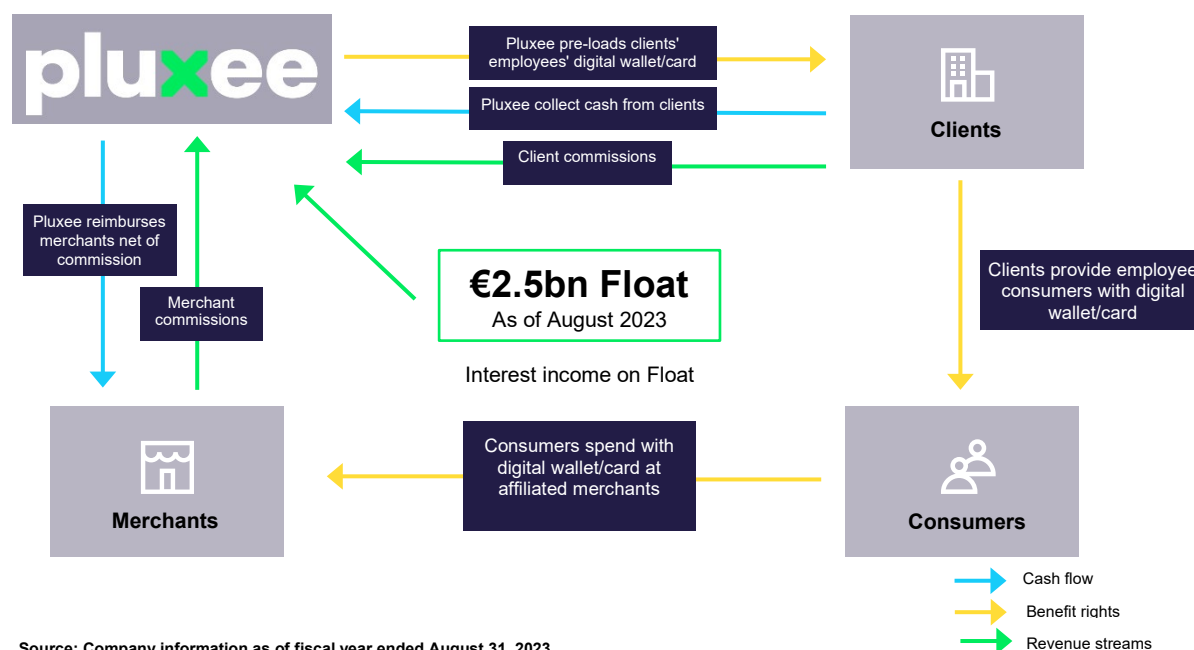 pluxee
Pluxee pre-loads clients'
employees' digital wallet/card
Pluxee collect cash from clients
Client commissions
Clients
Pluxee reimburses
merchants net of
commission
Merchant
commissions
€2.5bn Float
As of August 2023
Interest income on Float
Clients provide employee
consumers with digital
wallet/card
Merchants
Consumers spend with
digital wallet/card at
affiliated merchants
Consumers
Cash flow
Benefit rights
Revenue streams
Source: Company information as of fiscal year ended August 31, 2023